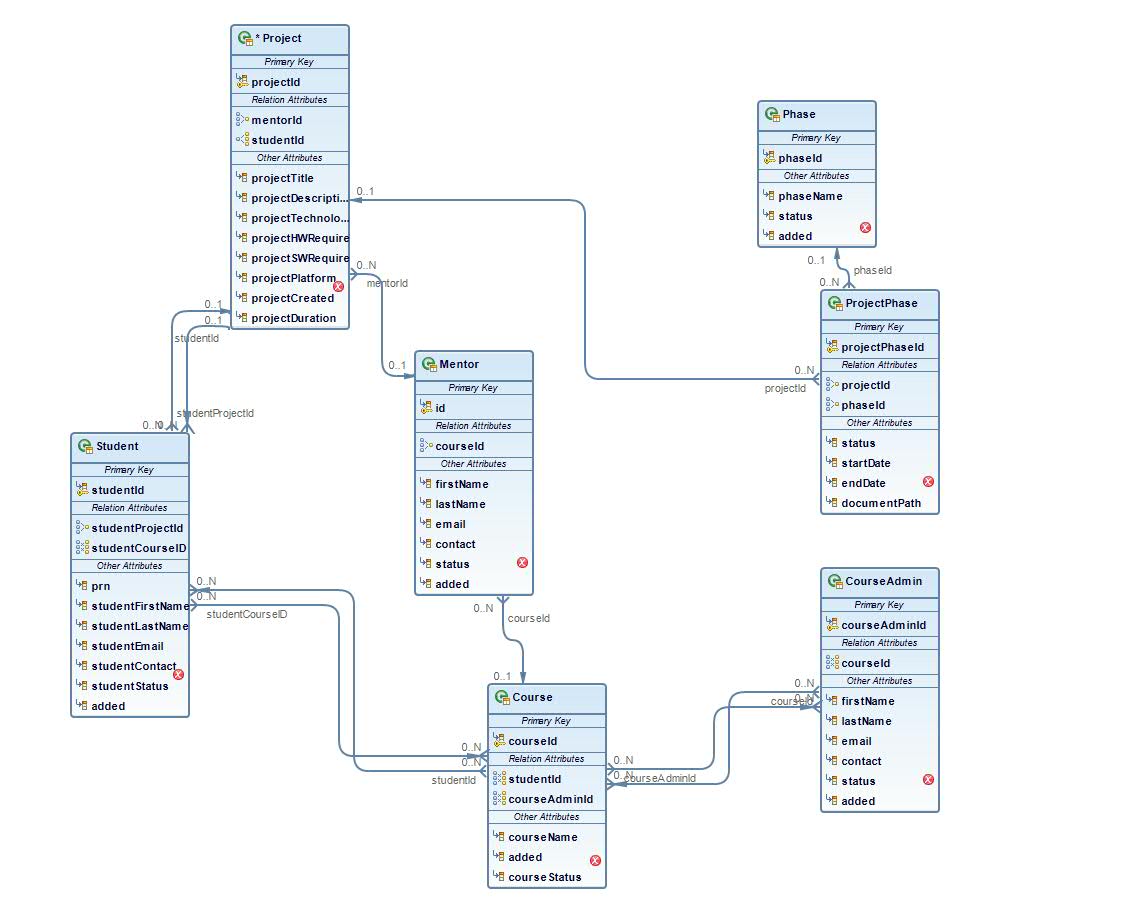 * Project
Primary Key
projectId
Relation Attributes
mentorId
studentId
Other Attributes
projectTitle
projectDescripti...
projectTechnolo...
projectHWRequire
projectSWRequire
projectPlatform
projectCreated
projectDuration
0..1
0..N
mentorId
0..1
0..1
0..1
studentId
studentProjectId
0..N
0..N
Phase
Primary Key
phaseId
Other Attributes
phaseName
status
added
0..1
phaseId
0..N
ProjectPhase
Primary Key
projectPhaseId
Relation Attributes
projectId
phaseId
Other Attributes
status
startDate
endDate
documentPath
0..N
projectId
Mentor
Primary Key
id
Relation Attributes
courseId
Other Attributes
firstName
lastName
email
contact
status
added
0..N
courseId
0..1
Student
Primary Key
studentId
Relation Attributes
studentProjectId
studentCourseID
Other Attributes
prn
studentFirstName
studentLastName
studentEmail
studentContact
studentStatus
added
0..N
0..N
studentCourseID
0..N
0..N
studentId
Course
Primary Key
courseId
Relation Attributes
studentId
courseAdminId
Other Attributes
courseName
added
courseStatus
0..N
0..N
courseAdminId
CourseAdmin
Primary Key
courseAdminId
Relation Attributes
courseId
Other Attributes
firstName
lastName
email
contact
status
added
0..N
0..N
courseId